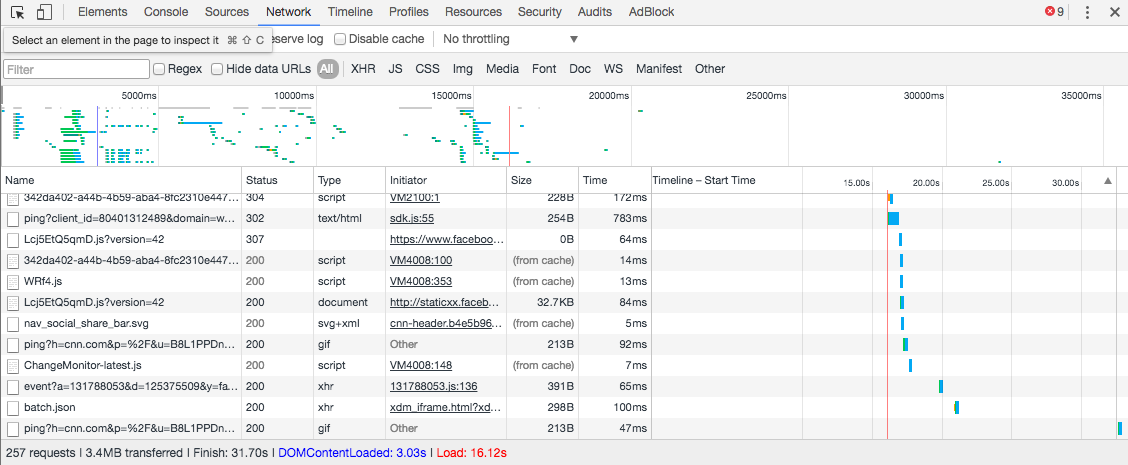 Elements Console Sources Network Timeline Profiles Resources Security Audits AdBlock 9
Select an element in the page to inspect it ⌘ ⇧ C serve log Disable cache No throttling ▼
Filter Regex Hide data URLs All XHR JS CSS Img Media Font Doc WS Manifest Other
5000ms 10000ms 15000ms 20000ms 25000ms 30000ms 35000ms
Name Status Type Initiator Size Time Timeline – Start Time 15.00s 20.00s 25.00s 30.00s ▲
342da402-a44b-4b59-aba4-8fc2310e447... 304 script VM2100:1 228B 172ms
ping?client_id=80401312489&domain=w... 302 text/html sdk.js:55 254B 783ms
Lcj5EtQ5qmD.js?version=42 307 https://www.faceboo... 0B 64ms
342da402-a44b-4b59-aba4-8fc2310e447... 200 script VM4008:100 (from cache) 14ms
WRf4.js 200 script VM4008:353 (from cache) 13ms
Lcj5EtQ5qmD.js?version=42 200 document http://staticxx.faceb... 32.7KB 84ms
nav_social_share_bar.svg 200 svg+xml cnn-header.b4e5b96... (from cache) 5ms
ping?h=cnn.com&p=%2F&u=B8L1PPDn... 200 gif Other 213B 92ms
ChangeMonitor-latest.js 200 script VM4008:148 (from cache) 7ms
event?a=131788053&d=125375509&y=fa... 200 xhr 131788053.js:136 391B 65ms
batch.json 200 xhr xdm_iframe.html?xd... 298B 100ms
ping?h=cnn.com&p=%2F&u=B8L1PPDn... 200 gif Other 213B 47ms
257 requests | 3.4MB transferred | Finish: 31.70s | DOMContentLoaded: 3.03s | Load: 16.12s